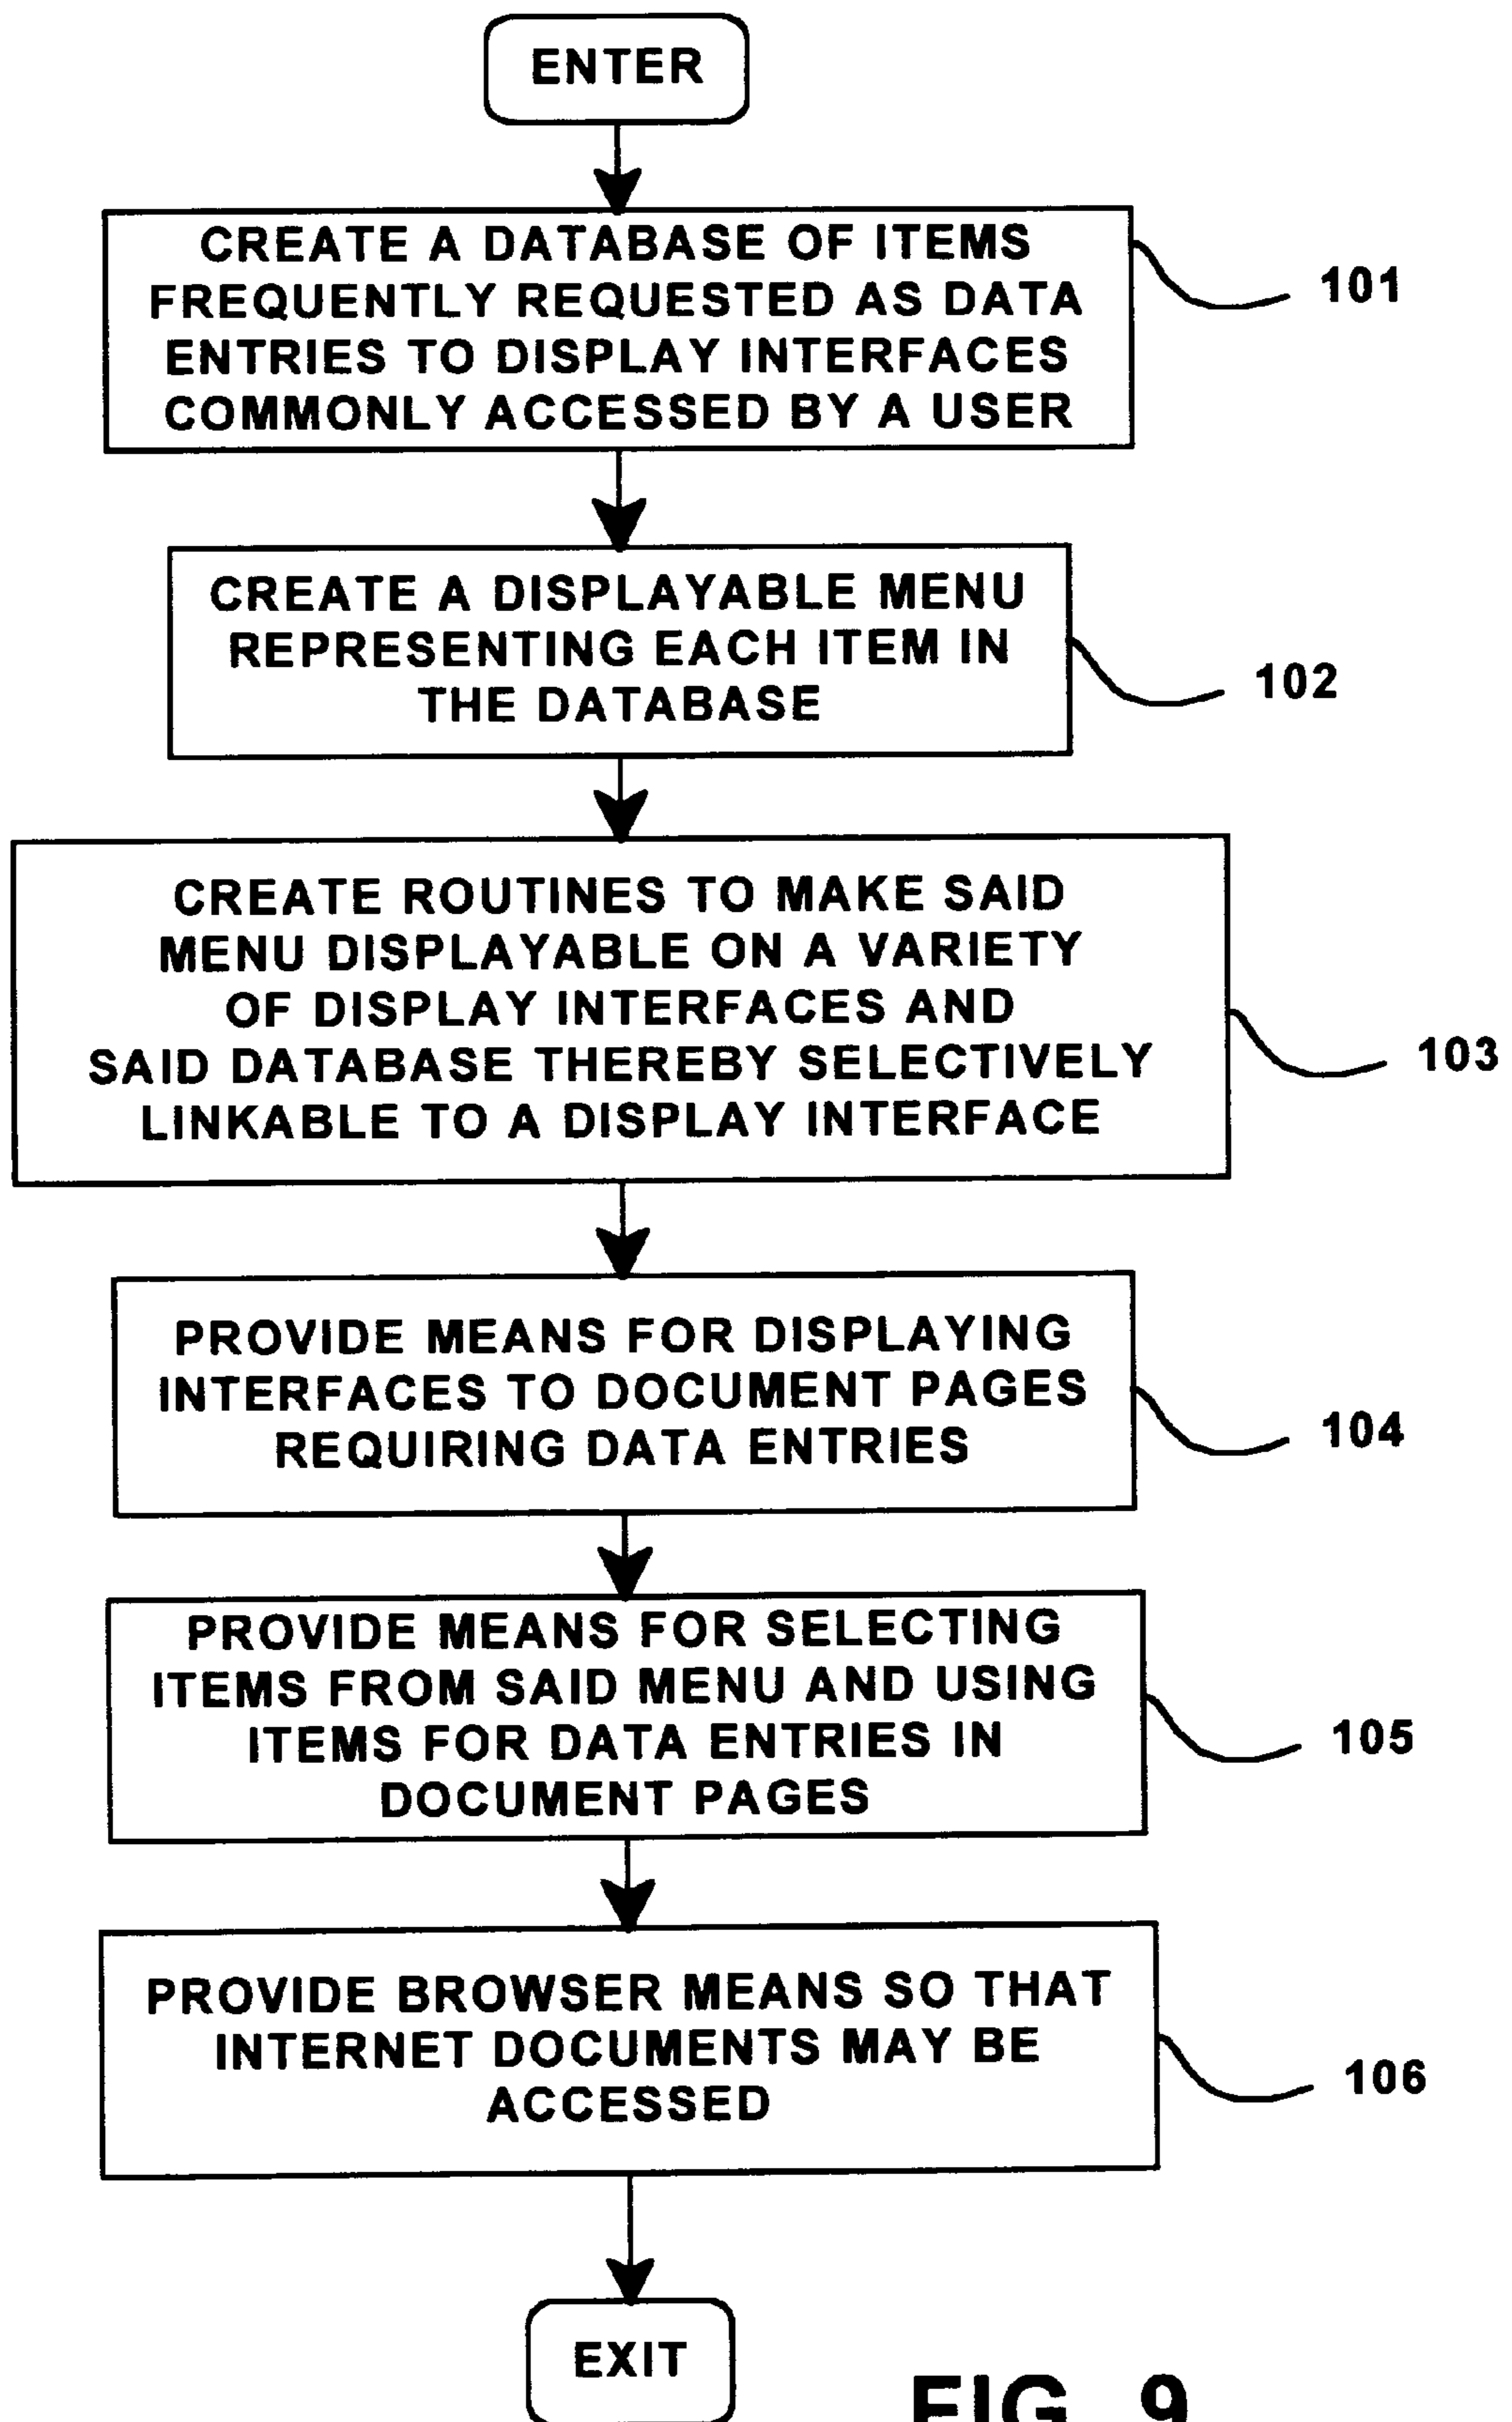 ENTER
CREATE A DATABASE OF ITEMS
FREQUENTLY REQUESTED AS DATA
ENTRIES TO DISPLAY INTERFACES
COMMONLY ACCESSED BY A USER
101
CREATE A DISPLAYABLE MENU
REPRESENTING EACH ITEM IN
THE DATABASE
102
CREATE ROUTINES TO MAKE SAID
MENU DISPLAYABLE ON A VARIETY
OF DISPLAY INTERFACES AND
SAID DATABASE THEREBY SELECTIVELY
LINKABLE TO A DISPLAY INTERFACE
103
PROVIDE MEANS FOR DISPLAYING
INTERFACES TO DOCUMENT PAGES
REQUIRING DATA ENTRIES
104
PROVIDE MEANS FOR SELECTING
ITEMS FROM SAID MENU AND USING
ITEMS FOR DATA ENTRIES IN
DOCUMENT PAGES
105
PROVIDE BROWSER MEANS SO THAT
INTERNET DOCUMENTS MAY BE
ACCESSED
106
EXIT
FIG. 9